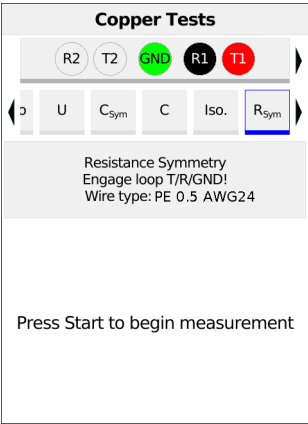 Copper Tests
R2 T2 GND R1 T1
U CSym C Iso. RSym
Resistance Symmetry
Engage loop T/R/GND!
Wire type: PE 0.5 AWG24
Press Start to begin measurement